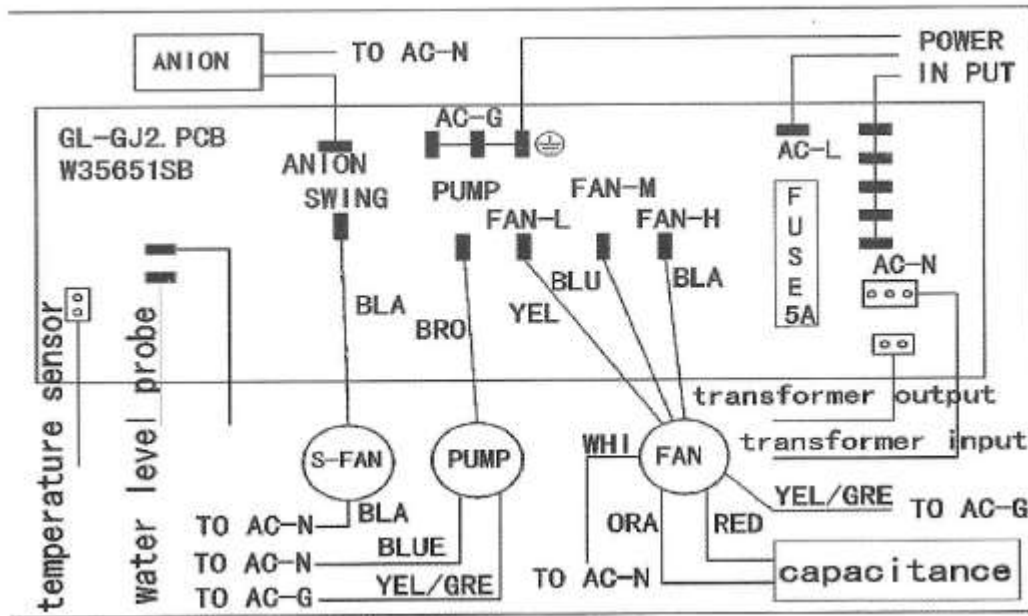 ANION
TO AC-N
POWER
IN PUT
GL-GJ2.PCB
W35651SB
AC-G
ANION
SWING
PUMP
FAN-L
FAN-M
FAN-H
AC-L
FUSE 5A
AC-N
BLA
BRO
YEL
BLU
BLA
temperature sensor
water level probe
transformer output
transformer input
S-FAN
PUMP
FAN
WHI
BLA
TO AC-N
BLUE
TO AC-N
YEL/GRE
TO AC-G
ORA
RED
YEL/GRE
TO AC-G
TO AC-N
capacitance